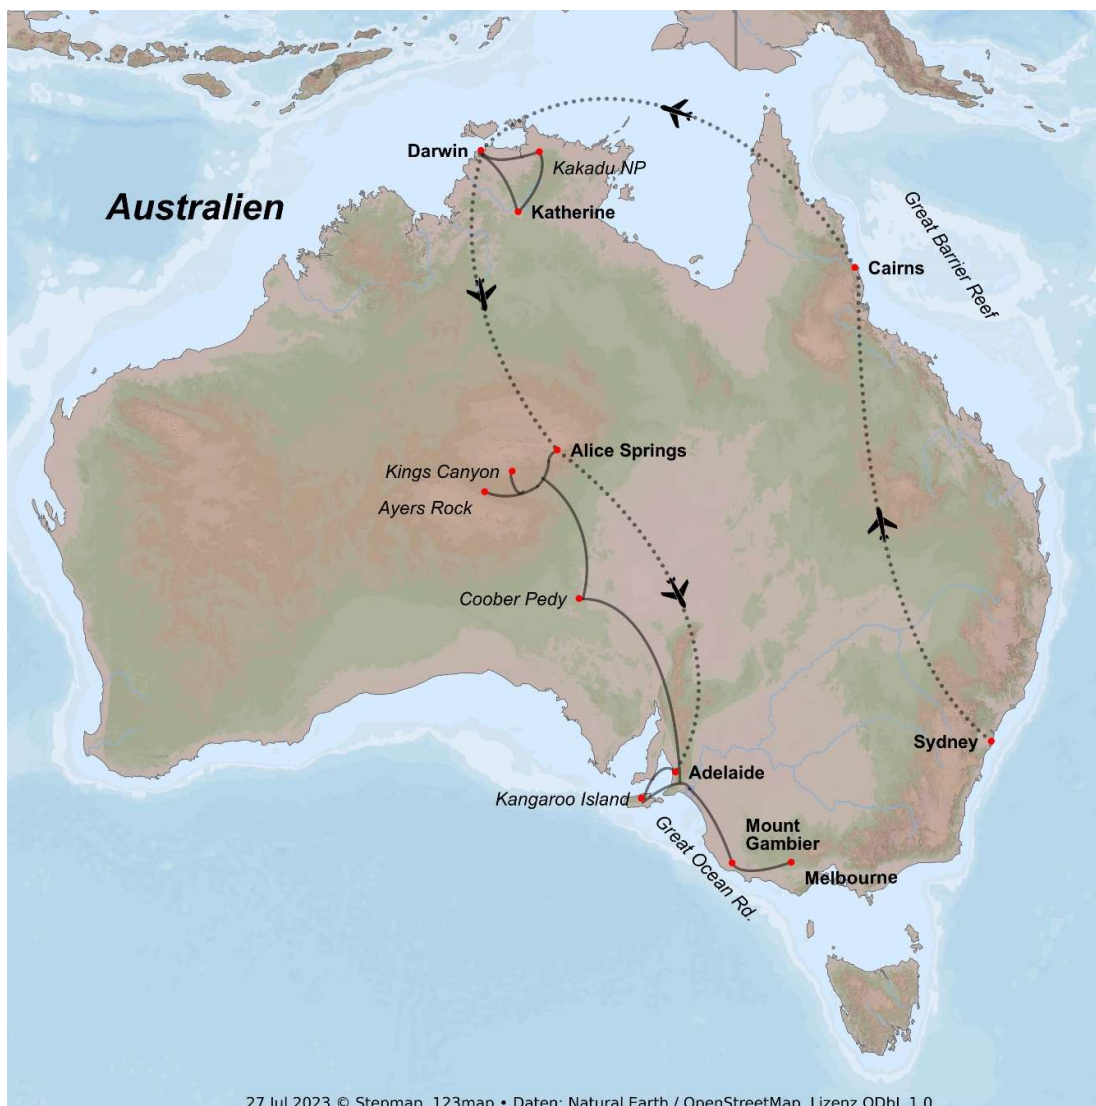 Darwin
Kakadu NP
Australien
Katherine
Great Barrier Reef
Cairns
Alice Springs
Kings Canyon
Ayers Rock
Coober Pedy
Sydney
Adelaide
Kangaroo Island
Great Ocean Rd.
Mount
Gambier
Melbourne
27 Jul 2023 © Stepmap, 123map • Daten: Natural Earth / OpenStreetMap, Lizenz ODbL 1.0